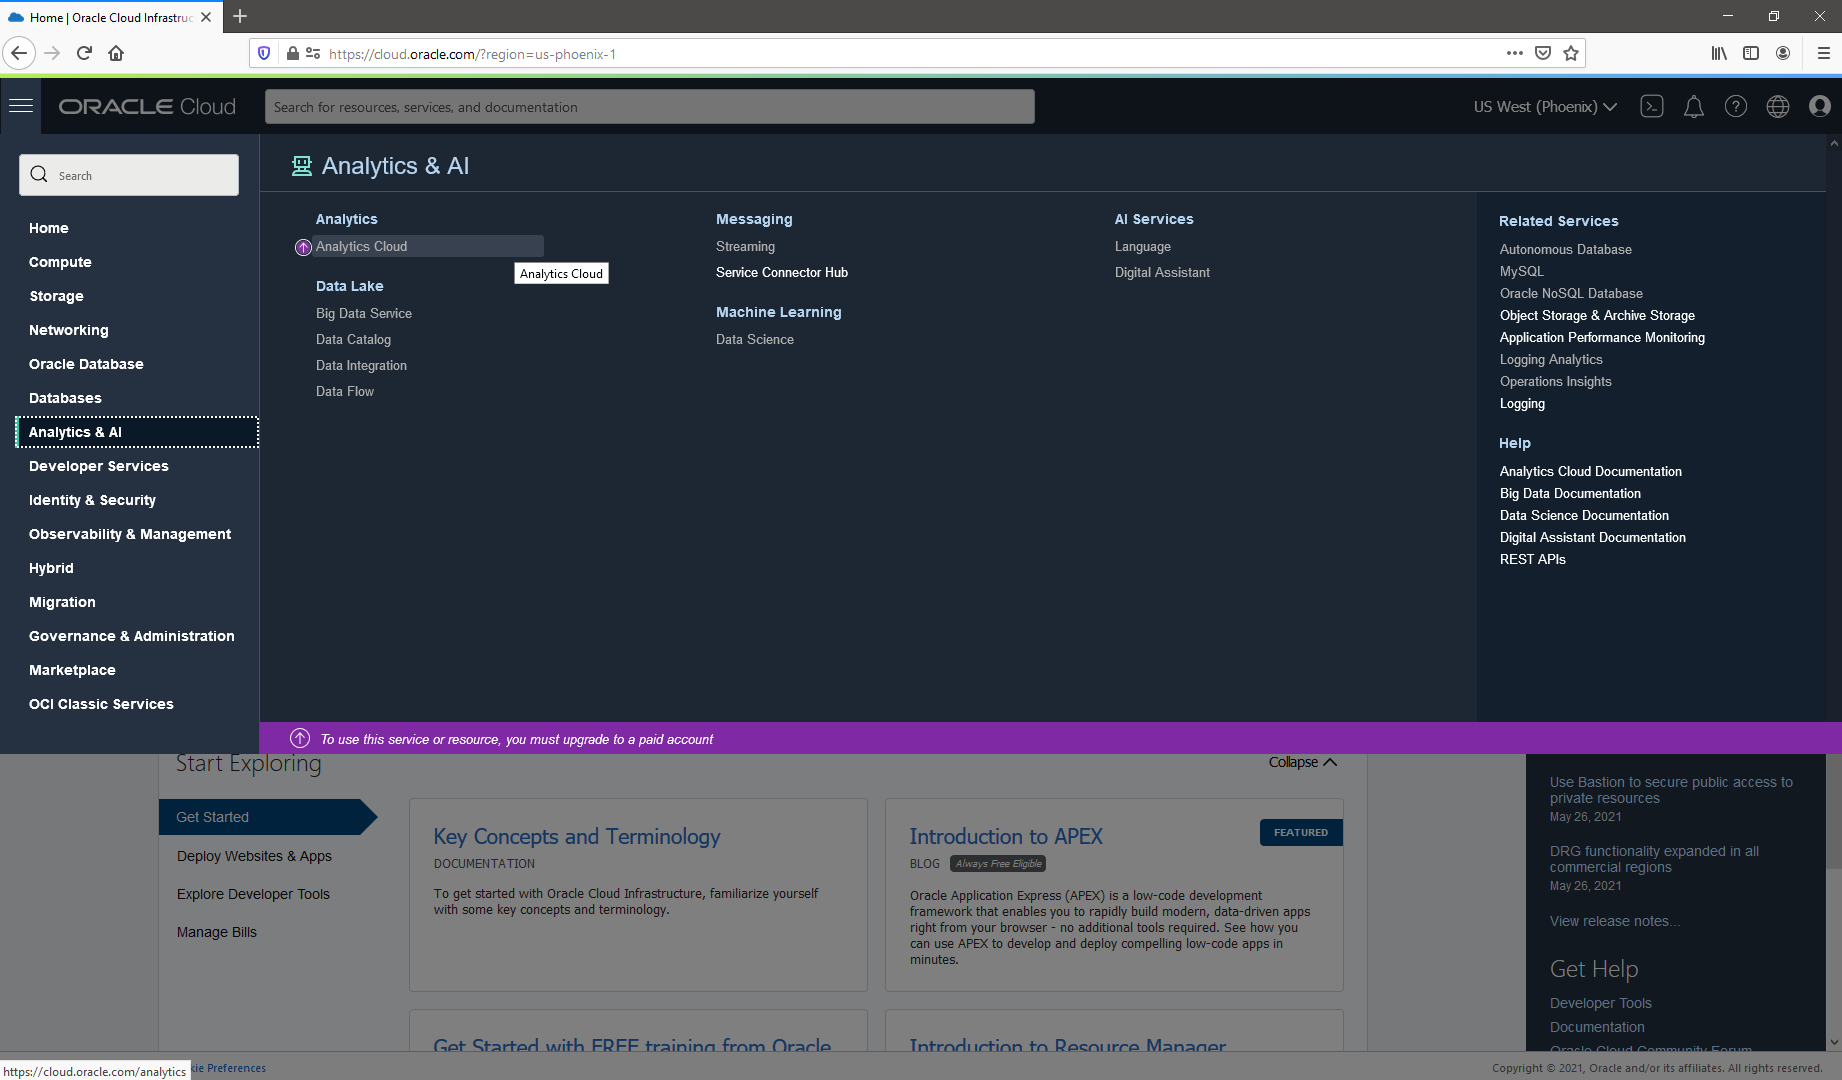 Home | Oracle Cloud Infrastruc
https://cloud.oracle.com/?region=us-phoenix-1
ORACLE Cloud
Search for resources, services, and documentation
US West (Phoenix)
Search
Home
Compute
Storage
Networking
Oracle Database
Databases
Analytics & AI
Developer Services
Identity & Security
Observability & Management
Hybrid
Migration
Governance & Administration
Marketplace
OCI Classic Services
Analytics & AI
Analytics
Analytics Cloud
Analytics Cloud
Data Lake
Big Data Service
Data Catalog
Data Integration
Data Flow
Messaging
Streaming
Service Connector Hub
Machine Learning
Data Science
AI Services
Language
Digital Assistant
Related Services
Autonomous Database
MySQL
Oracle NoSQL Database
Object Storage & Archive Storage
Application Performance Monitoring
Logging Analytics
Operations Insights
Logging
Help
Analytics Cloud Documentation
Big Data Documentation
Data Science Documentation
Digital Assistant Documentation
REST APIs
To use this service or resource, you must upgrade to a paid account
Start Exploring
Collapse
Get Started
Deploy Websites & Apps
Explore Developer Tools
Manage Bills
Key Concepts and Terminology
DOCUMENTATION
To get started with Oracle Cloud Infrastructure, familiarize yourself
with some key concepts and terminology.
Introduction to APEX
FEATURED
BLOG Always Free Eligible
Oracle Application Express (APEX) is a low-code development
framework that enables you to rapidly build modern, data-driven apps
right from your browser - no additional tools required. See how you
can use APEX to develop and deploy compelling low-code apps in
minutes.
Get Started with FREE training from Oracle
Introduction to Resource Manager
Use Bastion to secure public access to
private resources
May 26, 2021
DRG functionality expanded in all
commercial regions
May 26, 2021
View release notes...
Get Help
Developer Tools
Documentation
Oracle Cloud Community Forum
https://cloud.oracle.com/analytics
kie Preferences
Copyright © 2021, Oracle and/or its affiliates. All rights reserved.